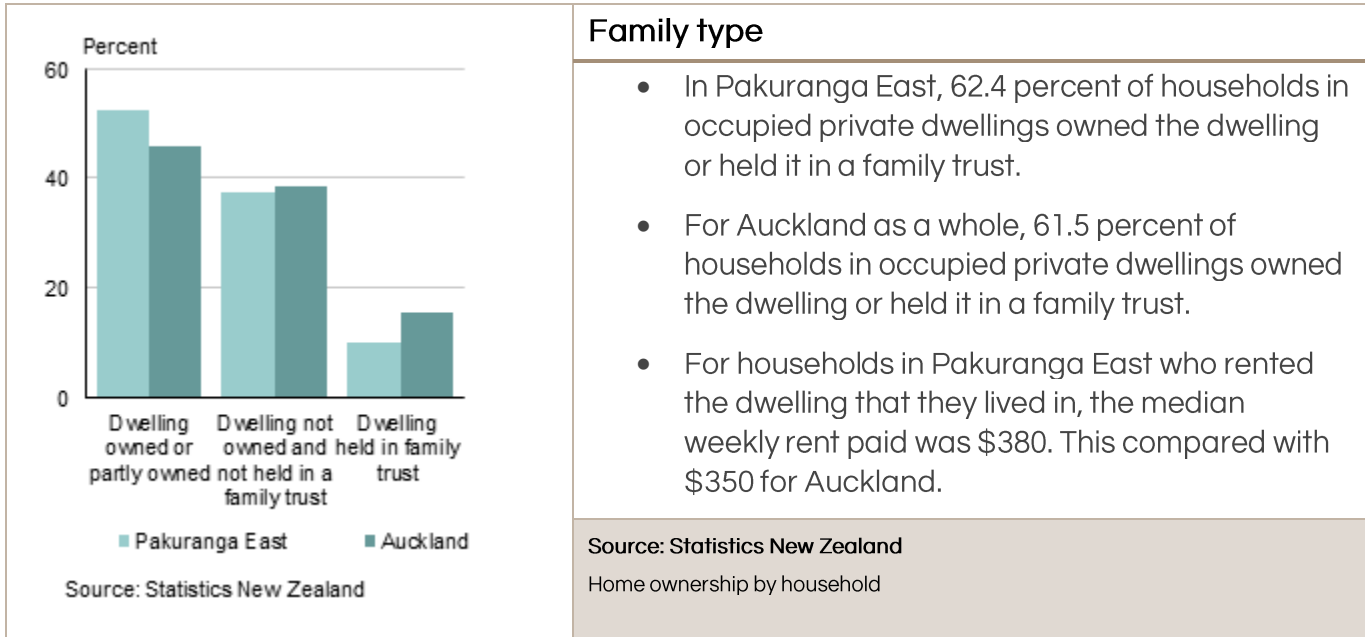 Percent
60
40
20
0
Dwelling owned or partly owned
Dwelling not owned and not held in a family trust
Dwelling held in family trust
Pakuranga East
Auckland
Source: Statistics New Zealand
Family type
• In Pakuranga East, 62.4 percent of households in
occupied private dwellings owned the dwelling
or held it in a family trust.
• For Auckland as a whole, 61.5 percent of
households in occupied private dwellings owned
the dwelling or held it in a family trust.
• For households in Pakuranga East who rented
the dwelling that they lived in, the median
weekly rent paid was $380. This compared with
$350 for Auckland.
Source: Statistics New Zealand
Home ownership by household